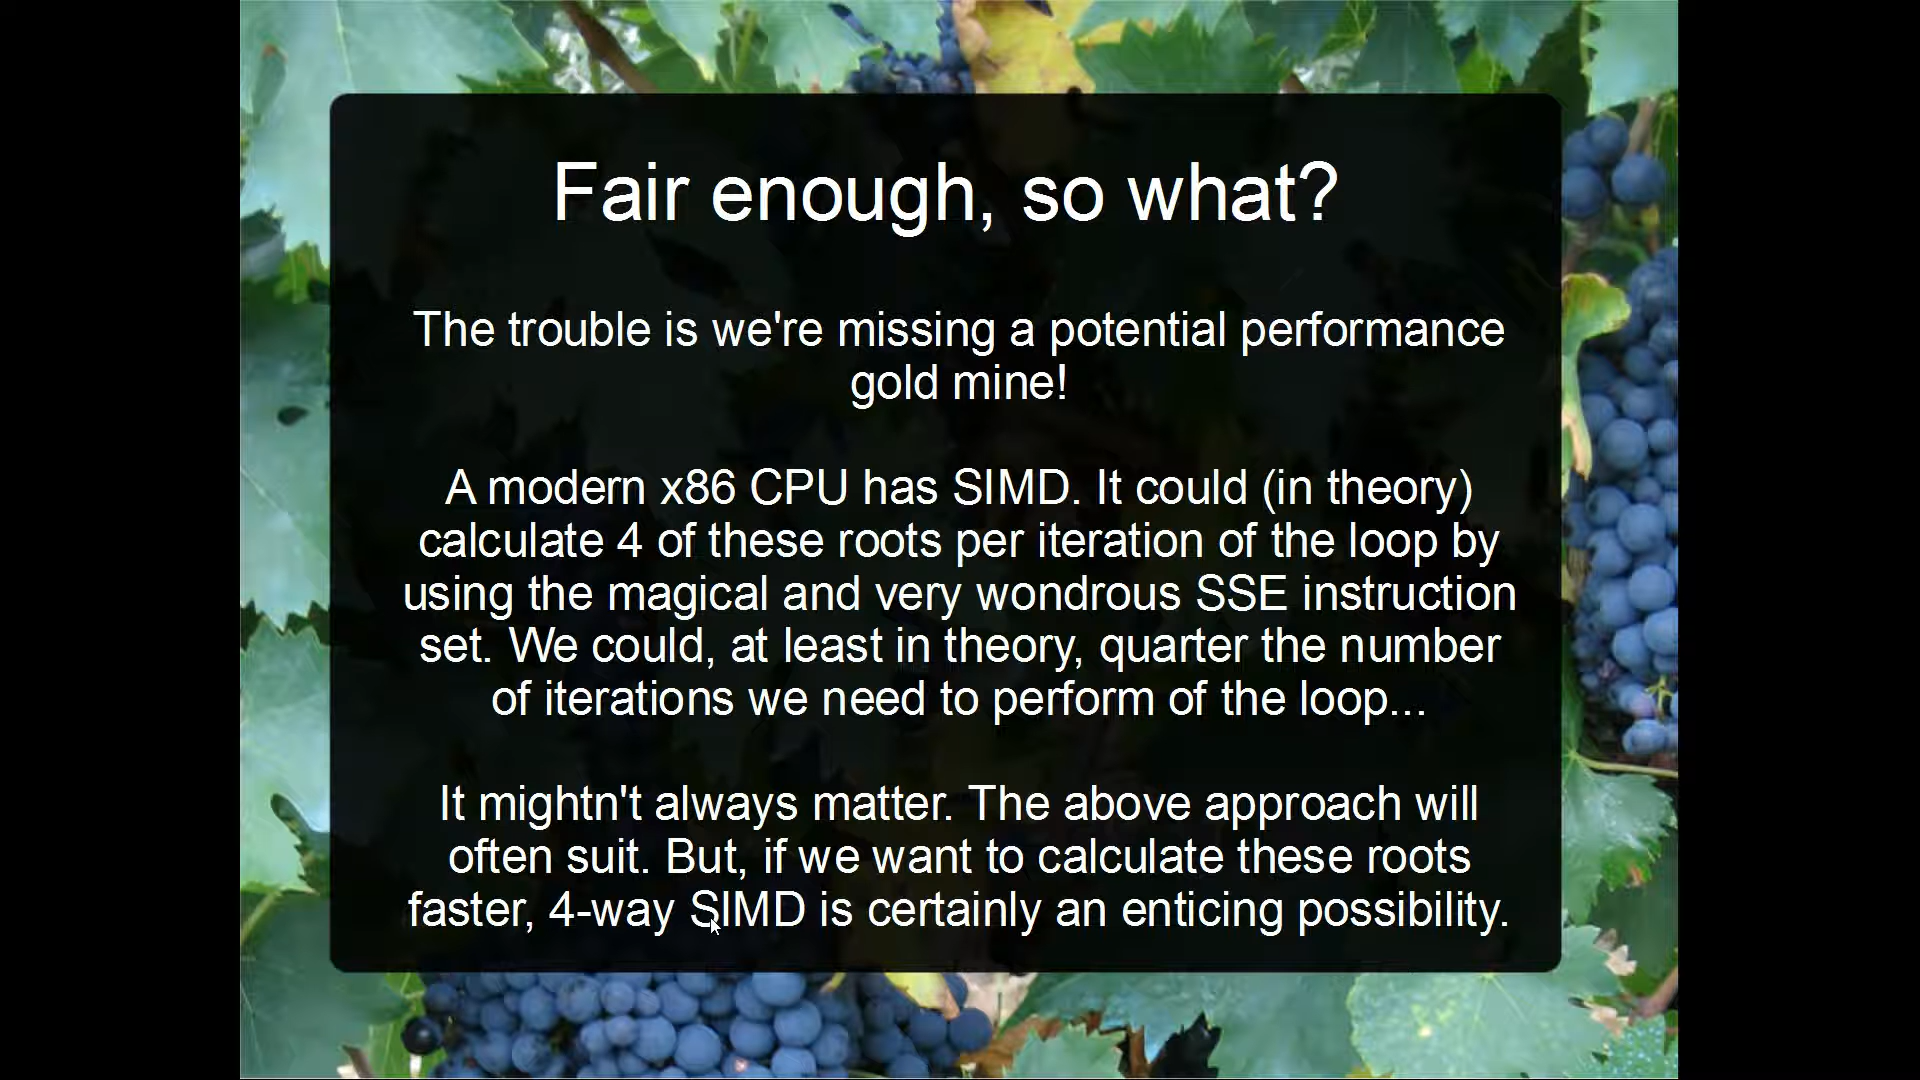 Fair enough, so what?
The trouble is we're missing a potential performance
gold mine!
A modern x86 CPU has SIMD. It could (in theory)
calculate 4 of these roots per iteration of the loop by
using the magical and very wondrous SSE instruction
set. We could, at least in theory, quarter the number
of iterations we need to perform of the loop...
It mightn't always matter. The above approach will
often suit. But, if we want to calculate these roots
faster, 4-way SIMD is certainly an enticing possibility.